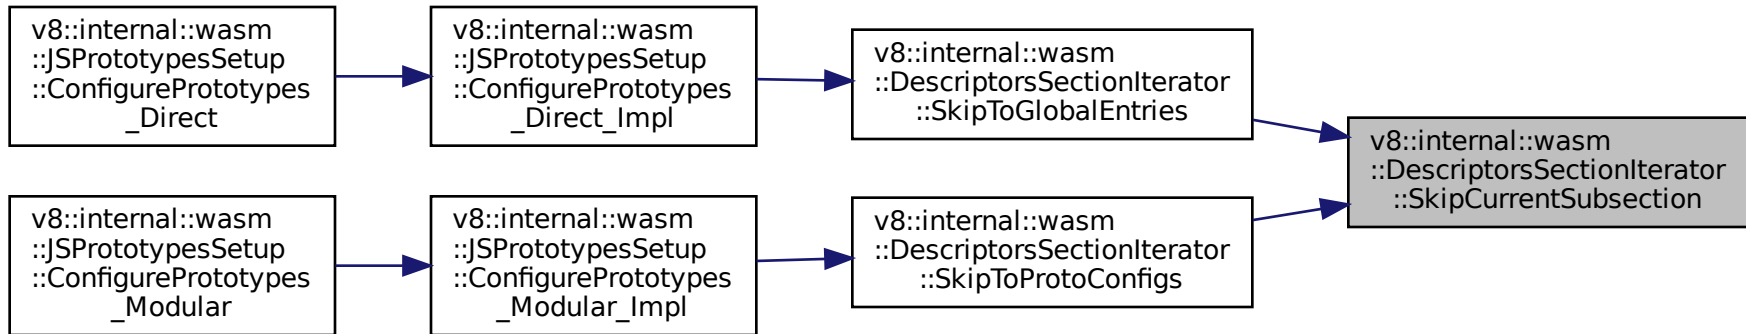 v8::internal::wasm
::JSPrototypesSetup
::ConfigurePrototypes
_Direct
v8::internal::wasm
::JSPrototypesSetup
::ConfigurePrototypes
_Direct_Impl
v8::internal::wasm
::DescriptorsSectionIterator
::SkipToGlobalEntries
v8::internal::wasm
::DescriptorsSectionIterator
::SkipCurrentSubsection
v8::internal::wasm
::JSPrototypesSetup
::ConfigurePrototypes
_Modular
v8::internal::wasm
::JSPrototypesSetup
::ConfigurePrototypes
_Modular_Impl
v8::internal::wasm
::DescriptorsSectionIterator
::SkipToProtoConfigs